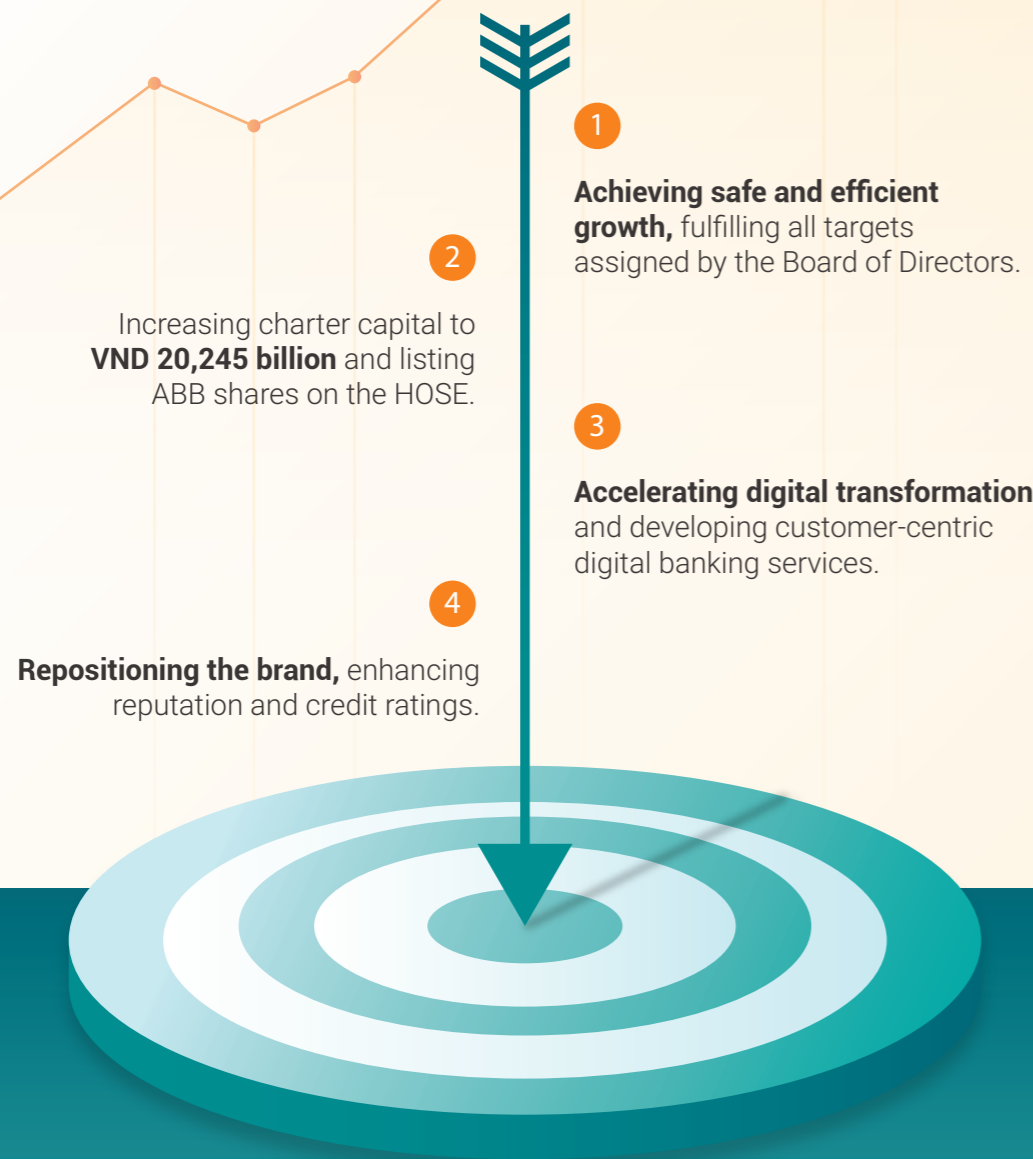 1
Achieving safe and efficient
growth, fulfilling all targets
assigned by the Board of Directors.
2
Increasing charter capital to
VND 20,245 billion and listing
ABB shares on the HOSE.
3
Accelerating digital transformation
and developing customer-centric
digital banking services.
4
Repositioning the brand, enhancing
reputation and credit ratings.